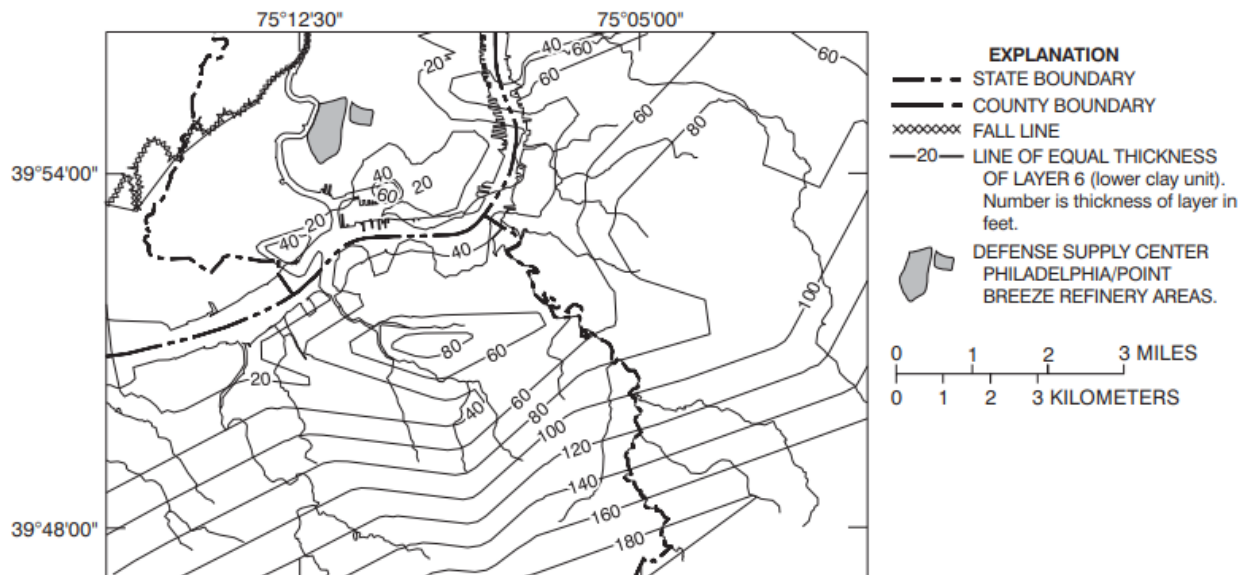 75°12'30" 75°05'00"
40
60
20
60
60
60
80
39°54'00"
40
20
60
20
40
40
100
80
60
20
40
60
80
100
120
140
160
180
39°48'00"
EXPLANATION
STATE BOUNDARY
COUNTY BOUNDARY
FALL LINE
20 LINE OF EQUAL THICKNESS
OF LAYER 6 (lower clay unit).
Number is thickness of layer in
feet.
DEFENSE SUPPLY CENTER
PHILADELPHIA/POINT
BREEZE REFINERY AREAS.
0 1 2 3 MILES
0 1 2 3 KILOMETERS